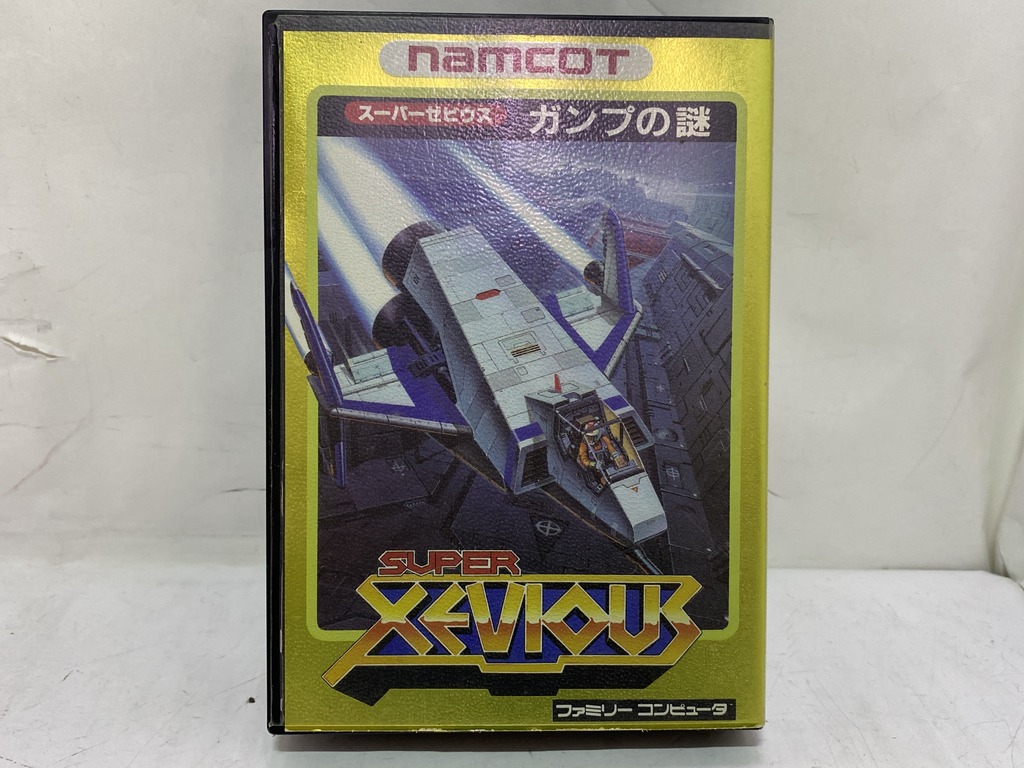 namcoT
スーパーゼビウス ガンプの謎
SUPER
XEVIOUS
ファミリー コンピュータ